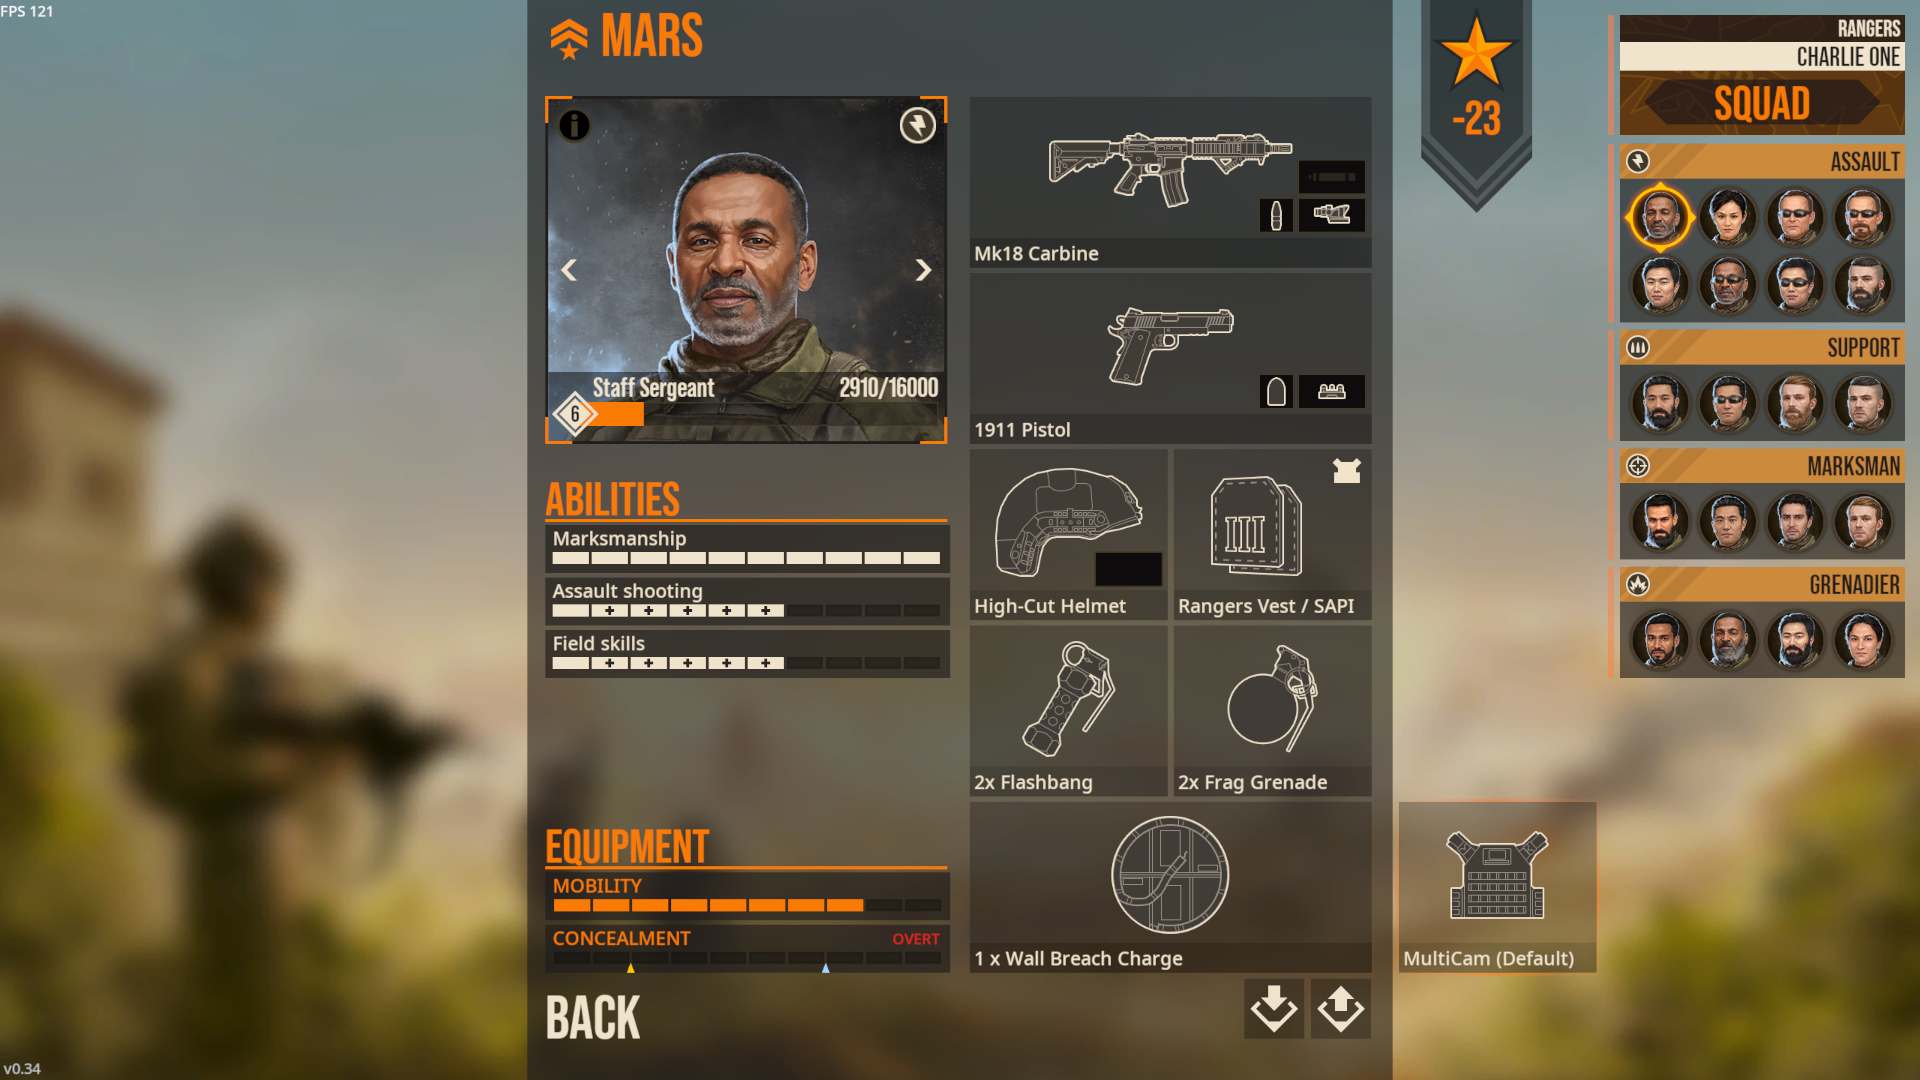 FPS 121
MARS
Staff Sergeant
2910/16000
6
ABILITIES
Marksmanship
Assault shooting
Field skills
EQUIPMENT
MOBILITY
CONCEALMENT
OVERT
BACK
Mk18 Carbine
1911 Pistol
High-Cut Helmet
III
Rangers Vest / SAPI
2x Flashbang
2x Frag Grenade
1 x Wall Breach Charge
MultiCam (Default)
-23
RANGERS
CHARLIE ONE
SQUAD
ASSAULT
SUPPORT
MARKSMAN
GRENADIER
v0.34